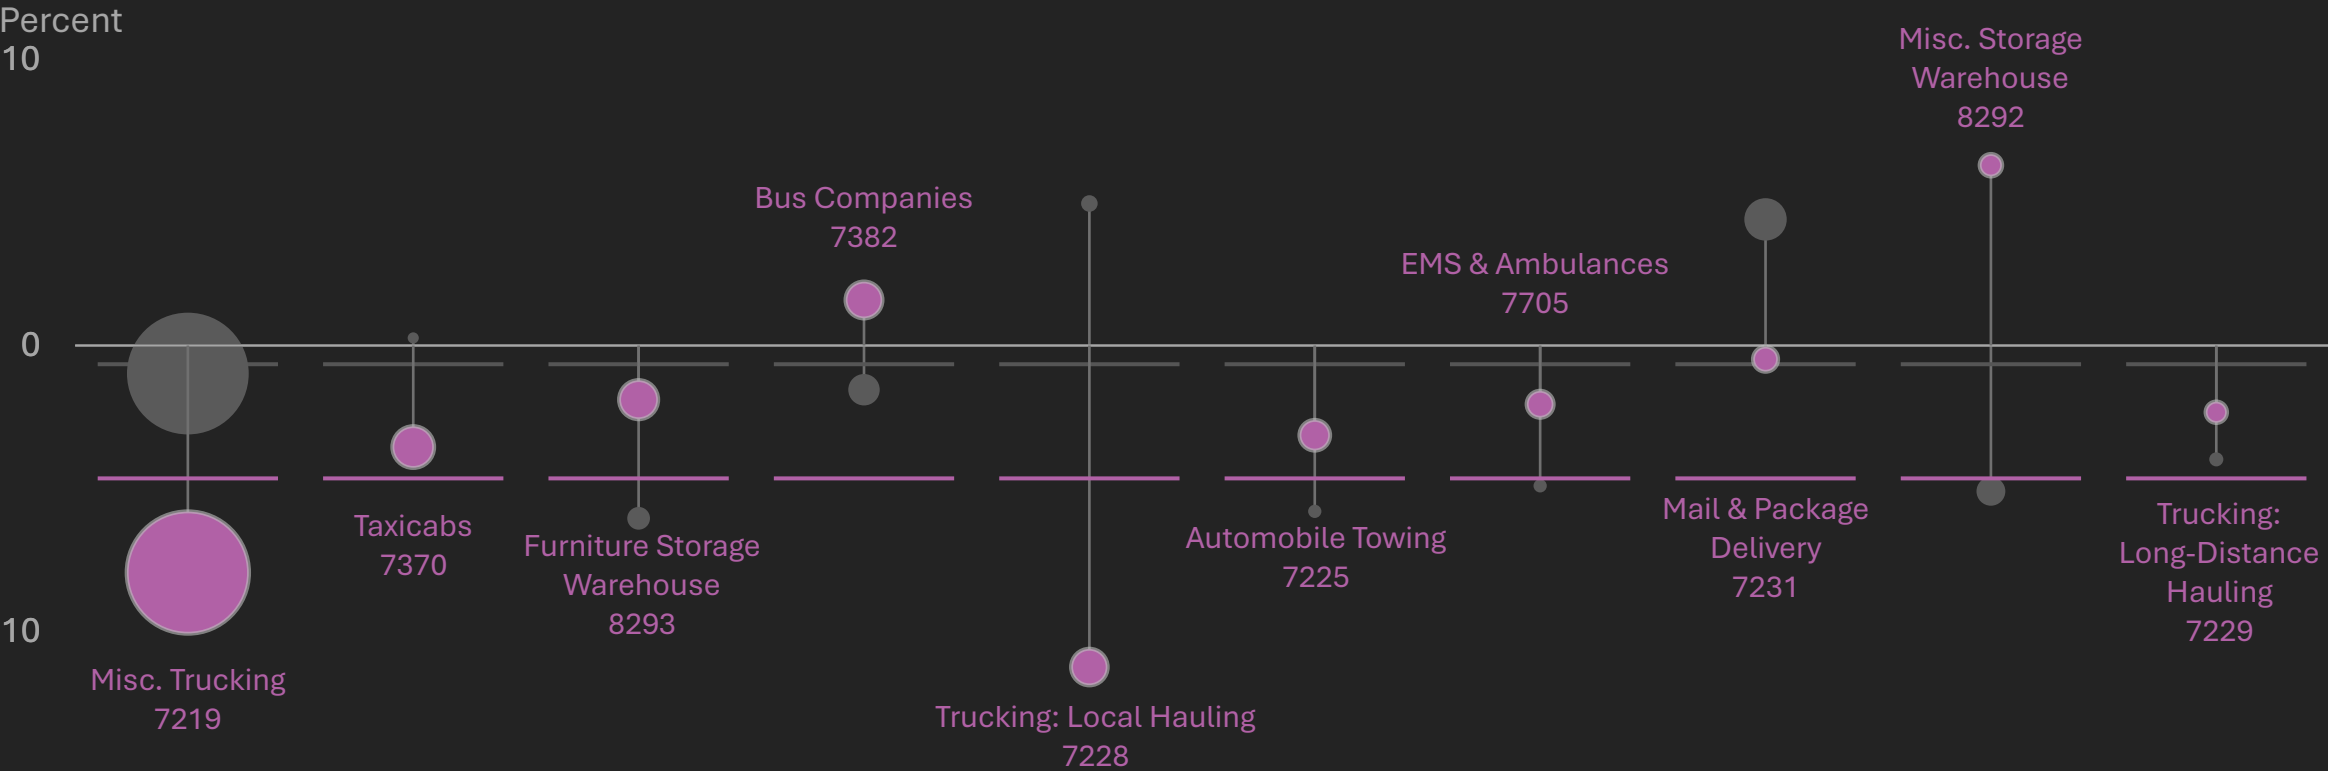 Percent
10
0
10
Misc. Trucking
7219
Taxicabs
7370
Furniture Storage
Warehouse
8293
Bus Companies
7382
Trucking: Local Hauling
7228
Automobile Towing
7225
EMS & Ambulances
7705
Mail & Package
Delivery
7231
Misc. Storage
Warehouse
8292
Trucking:
Long-Distance
Hauling
7229